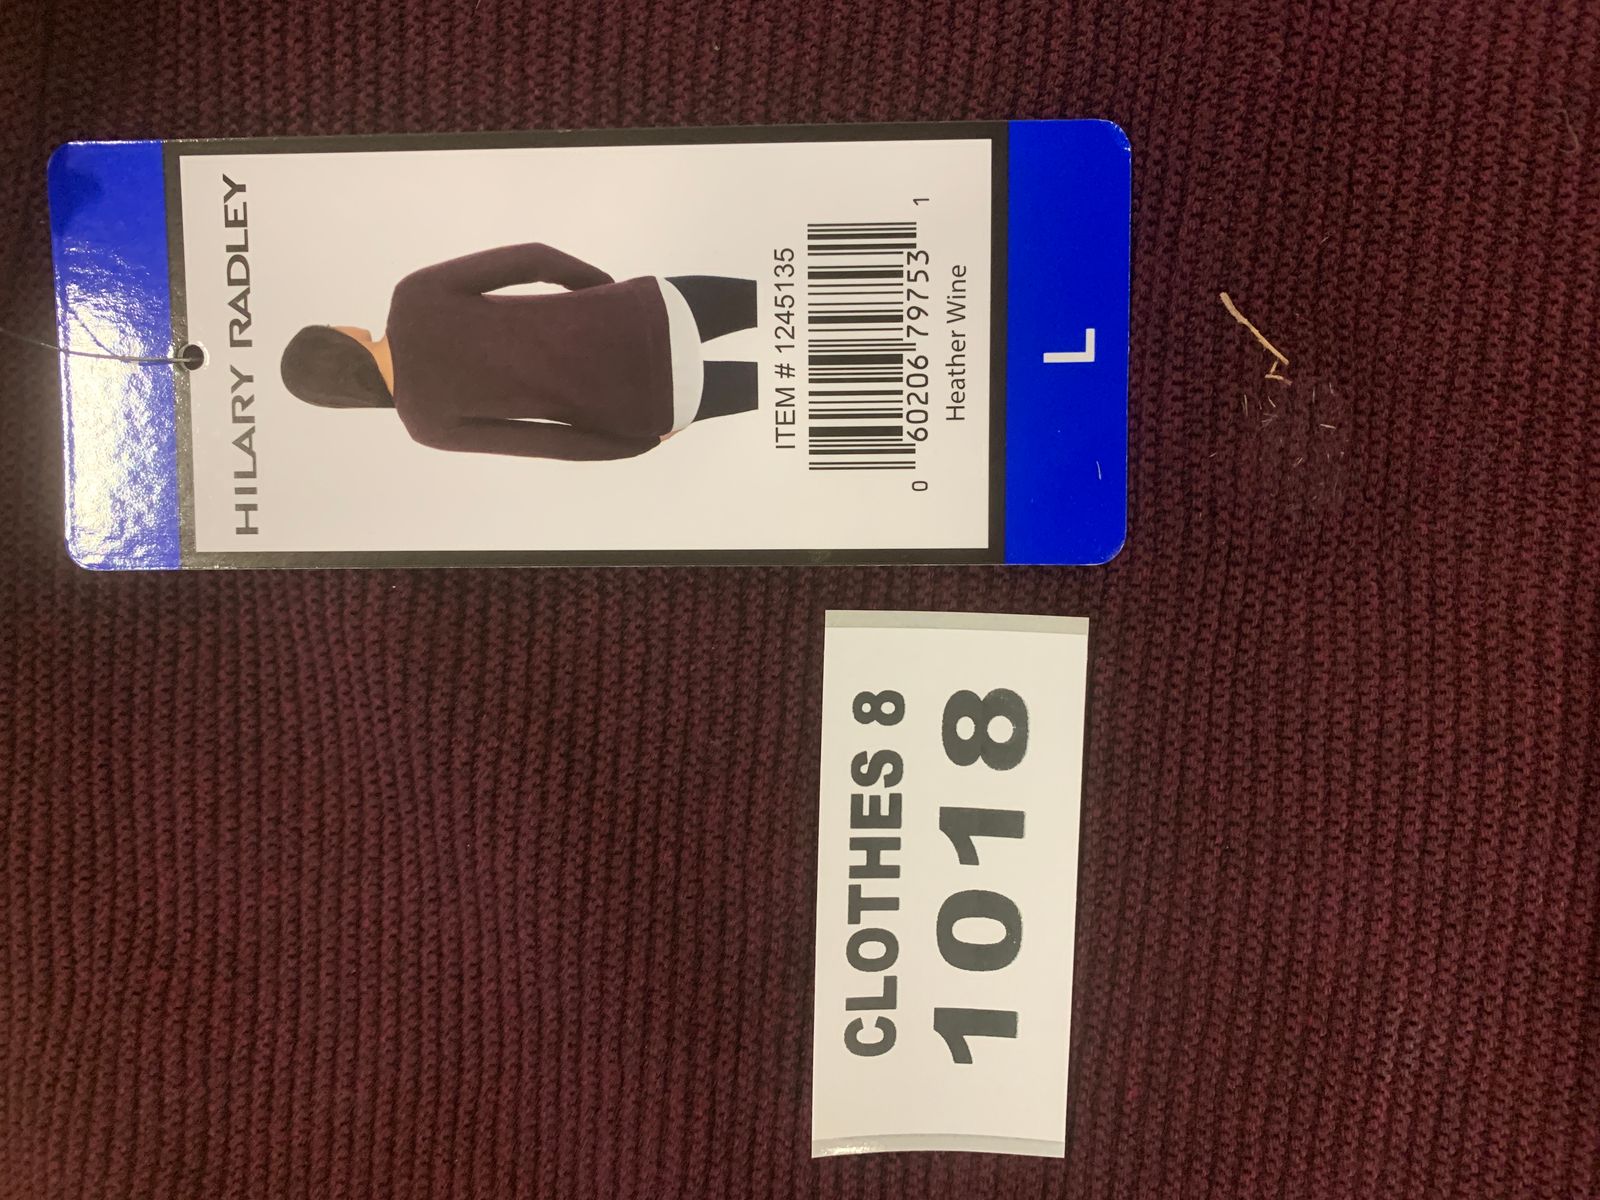 HILARY RADLEY
ITEM # 1245135
0 60206 79753 1
Heather Wine
L
CLOTHES 8
1018